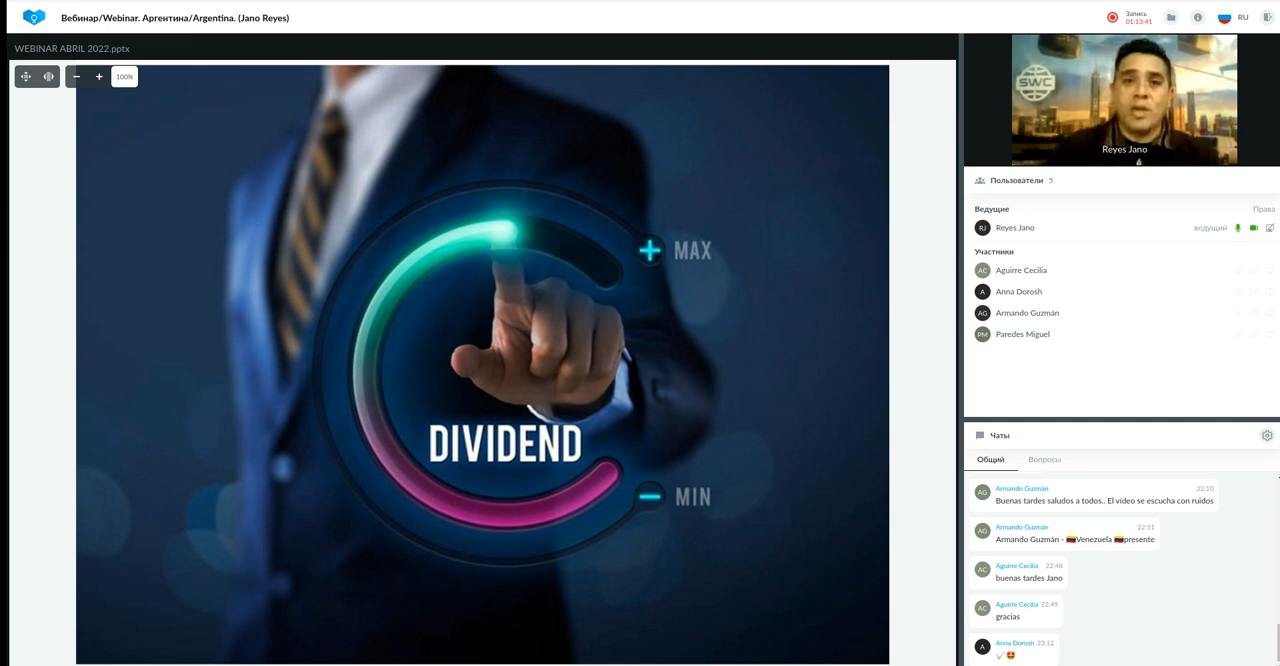 Вебинар/Webinar. Аргентина/Argentina. (Jano Reyes)
Запись
01:13:41
RU
WEBINAR ABRIL 2022.pptx
100%
MAX
DIVIDEND
MIN
SWC
Reyes Jano
Пользователи 5
Ведущие Права
RJ Reyes Jano ведущий
Участники
AC Aguirre Cecilia
A Anna Dorosh
AG Armando Guzmán
PM Paredes Miguel
Чаты
Общий Вопросы
Armando Guzmán 22:10
AG Buenas tardes saludos a todos.. El vídeo se escucha con ruidos
Armando Guzmán 22:11
AG Armando Guzmán - 🇻🇪Venezuela 🇻🇪presente
Aguirre Cecilia 22:48
AC buenas tardes Jano
Aguirre Cecilia 22:49
AC gracias
Anna Dorosh 23:12
A ✔️🤩